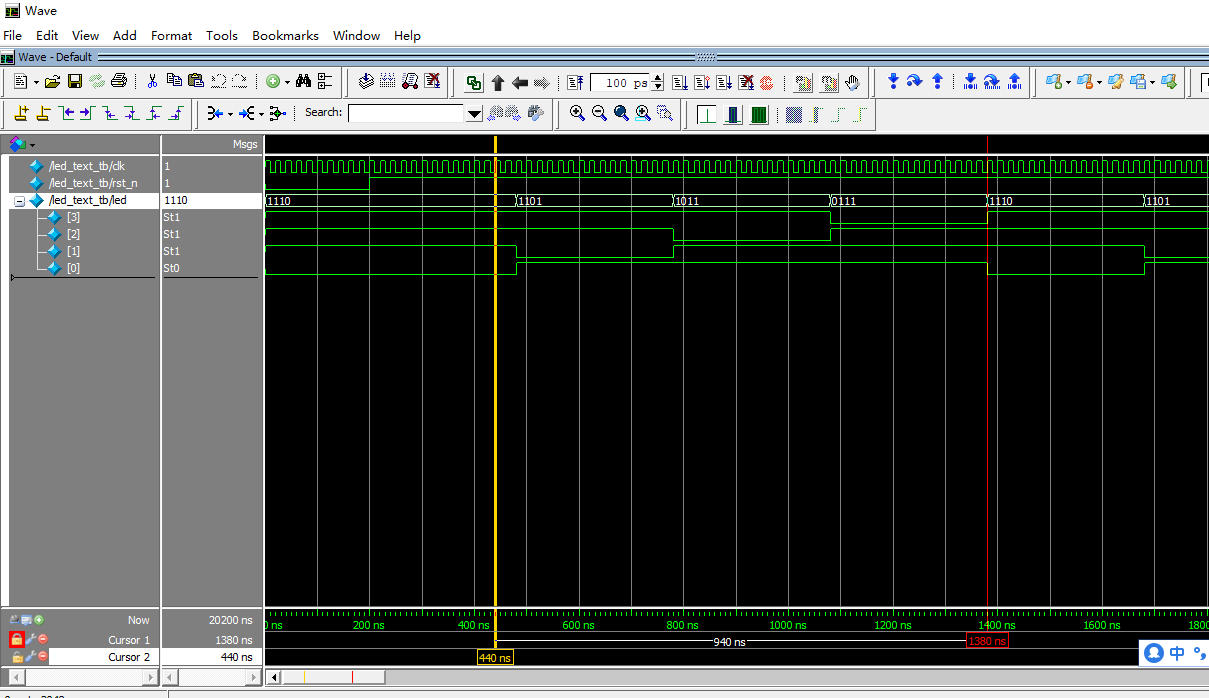 Wave
File Edit View Add Format Tools Bookmarks Window Help
Wave - Default
100 ps
Search:
Msgs
/led_text_tb/clk 1
/led_text_tb/rst_n 1
/led_text_tb/led 1110 1110 1101 1011 0111 1110 1101
[3] St1
[2] St1
[1] St1
[0] St0
Now 20200 ns 0 ns 200 ns 400 ns 600 ns 800 ns 1000 ns 1200 ns 1400 ns 1600 ns 1800
Cursor 1 1380 ns 940 ns 1380 ns
Cursor 2 440 ns 440 ns
中